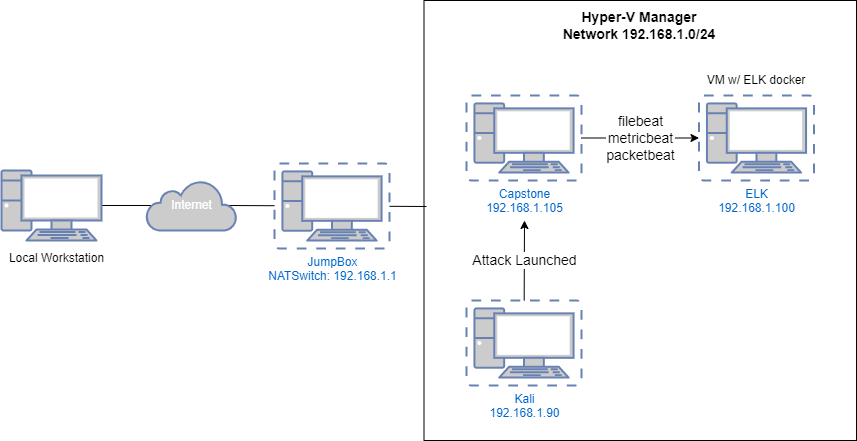 Hyper-V Manager
Network 192.168.1.0/24
VM w/ ELK docker
filebeat
metricbeat
packetbeat
Capstone
192.168.1.105
ELK
192.168.1.100
Internet
Local Workstation
JumpBox
NATSwitch: 192.168.1.1
Attack Launched
Kali
192.168.1.90